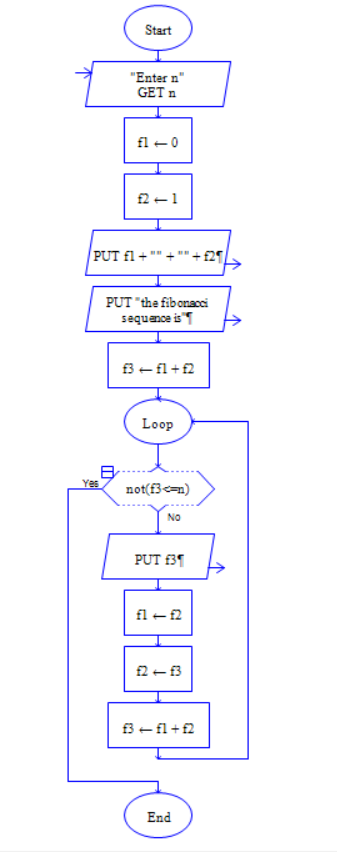 Start
"Enter n"
GET n
f1 ← 0
f2 ← 1
PUT f1 + "" + "" + f2¶
PUT "the fibonacci
sequence is"¶
f3 ← f1 + f2
Loop
Yes
not(f3<=n)
No
PUT f3¶
f1 ← f2
f2 ← f3
f3 ← f1 + f2
End